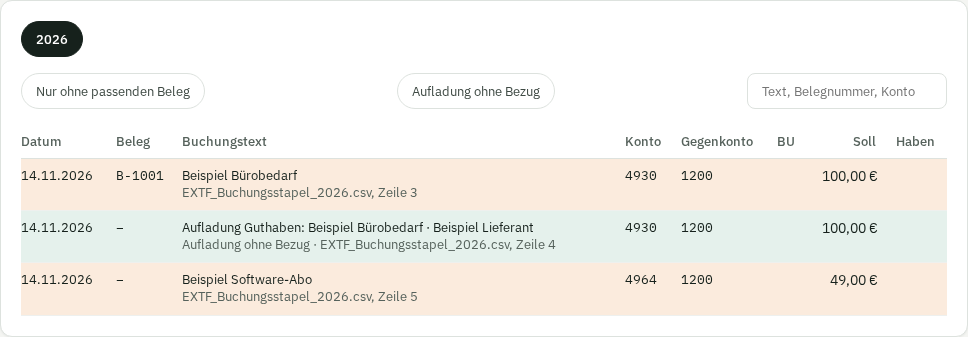 2026
Nur ohne passenden Beleg Aufladung ohne Bezug Text, Belegnummer, Konto
Datum Beleg Buchungstext Konto Gegenkonto BU Soll Haben
14.11.2026 B-1001 Beispiel Bürobedarf 4930 1200 100,00 €
EXTF_Buchungsstapel_2026.csv, Zeile 3
14.11.2026 – Aufladung Guthaben: Beispiel Bürobedarf · Beispiel Lieferant 4930 1200 100,00 €
Aufladung ohne Bezug · EXTF_Buchungsstapel_2026.csv, Zeile 4
14.11.2026 – Beispiel Software-Abo 4964 1200 49,00 €
EXTF_Buchungsstapel_2026.csv, Zeile 5